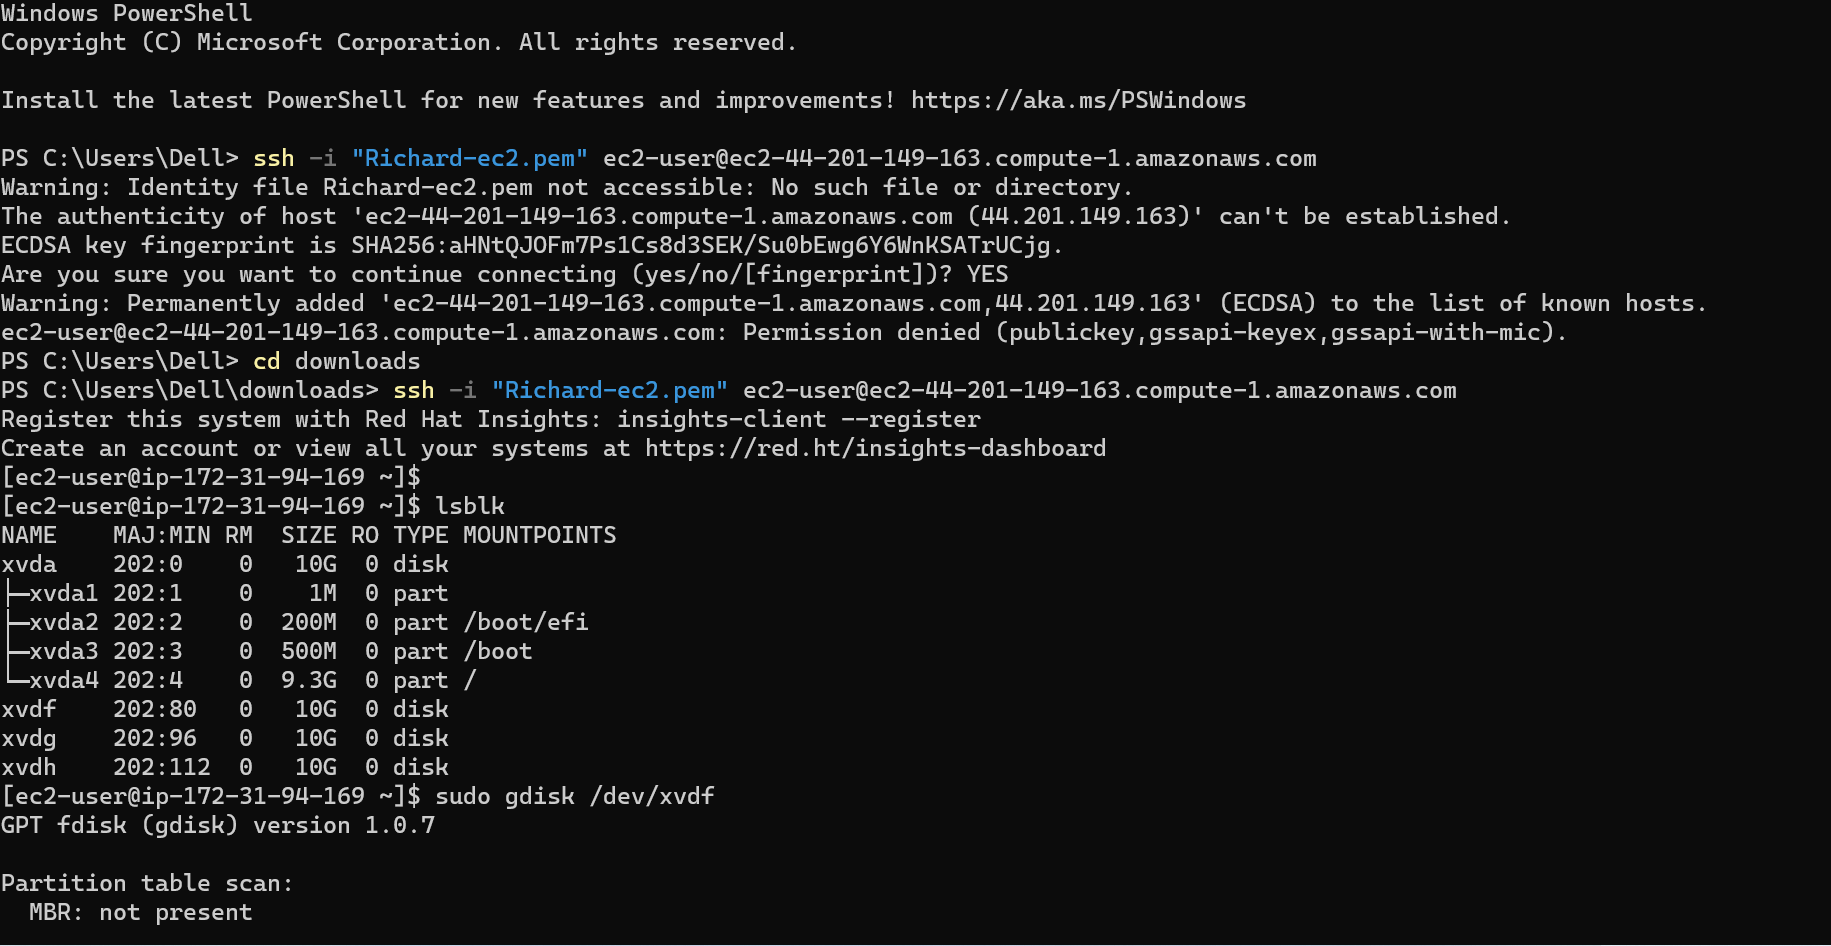 Windows PowerShell
Copyright (C) Microsoft Corporation. All rights reserved.
Install the latest PowerShell for new features and improvements! https://aka.ms/PSWindows
PS C:\Users\Dell> ssh -i "Richard-ec2.pem" ec2-user@ec2-44-201-149-163.compute-1.amazonaws.com
Warning: Identity file Richard-ec2.pem not accessible: No such file or directory.
The authenticity of host 'ec2-44-201-149-163.compute-1.amazonaws.com (44.201.149.163)' can't be established.
ECDSA key fingerprint is SHA256:aHNtQJOFm7Ps1Cs8d3SEK/Su0bEwg6Y6WnKSATrUCjg.
Are you sure you want to continue connecting (yes/no/[fingerprint])? YES
Warning: Permanently added 'ec2-44-201-149-163.compute-1.amazonaws.com,44.201.149.163' (ECDSA) to the list of known hosts.
ec2-user@ec2-44-201-149-163.compute-1.amazonaws.com: Permission denied (publickey,gssapi-keyex,gssapi-with-mic).
PS C:\Users\Dell> cd downloads
PS C:\Users\Dell\downloads> ssh -i "Richard-ec2.pem" ec2-user@ec2-44-201-149-163.compute-1.amazonaws.com
Register this system with Red Hat Insights: insights-client --register
Create an account or view all your systems at https://red.ht/insights-dashboard
[ec2-user@ip-172-31-94-169 ~]$
[ec2-user@ip-172-31-94-169 ~]$ lsblk
NAME    MAJ:MIN RM  SIZE RO TYPE MOUNTPOINTS
xvda    202:0    0   10G  0 disk
├─xvda1 202:1    0    1M  0 part
├─xvda2 202:2    0  200M  0 part /boot/efi
├─xvda3 202:3    0  500M  0 part /boot
└─xvda4 202:4    0  9.3G  0 part /
xvdf    202:80   0   10G  0 disk
xvdg    202:96   0   10G  0 disk
xvdh    202:112  0   10G  0 disk
[ec2-user@ip-172-31-94-169 ~]$ sudo gdisk /dev/xvdf
GPT fdisk (gdisk) version 1.0.7
Partition table scan:
  MBR: not present